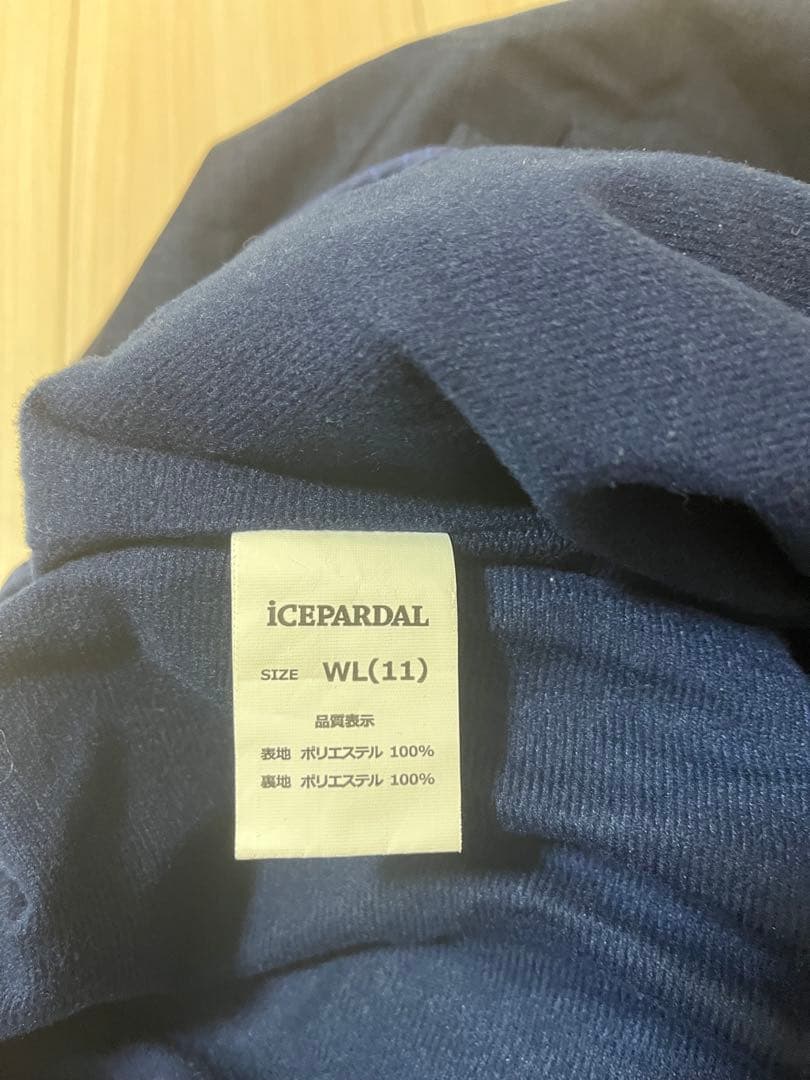 iCEPARDAL
SIZE WL(11)
品質表示
表地 ポリエステル 100%
裏地 ポリエステル 100%